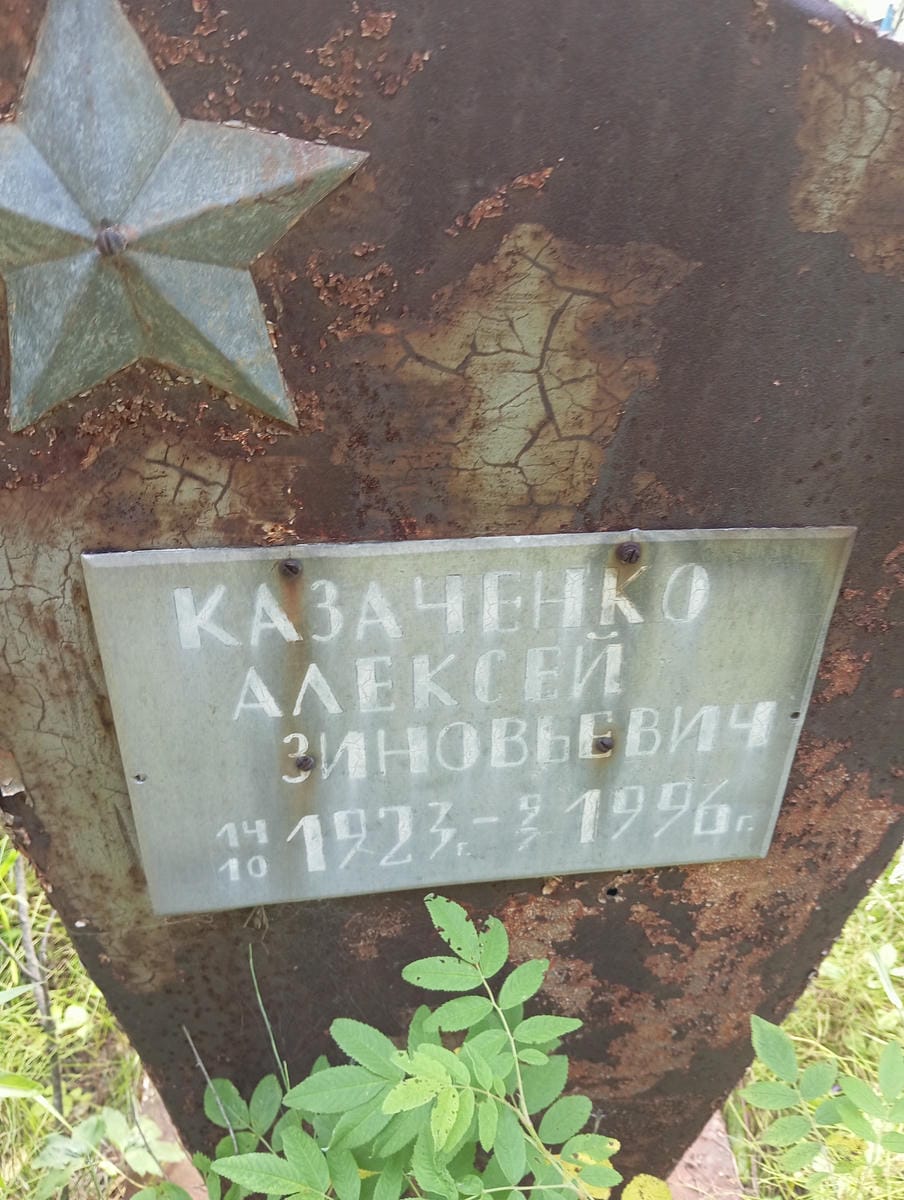 КАЗАЧЕНКО
АЛЕКСЕЙ
ЗИНОВЬЕВИЧ
14/10 1923г. - 9/7 1996г.